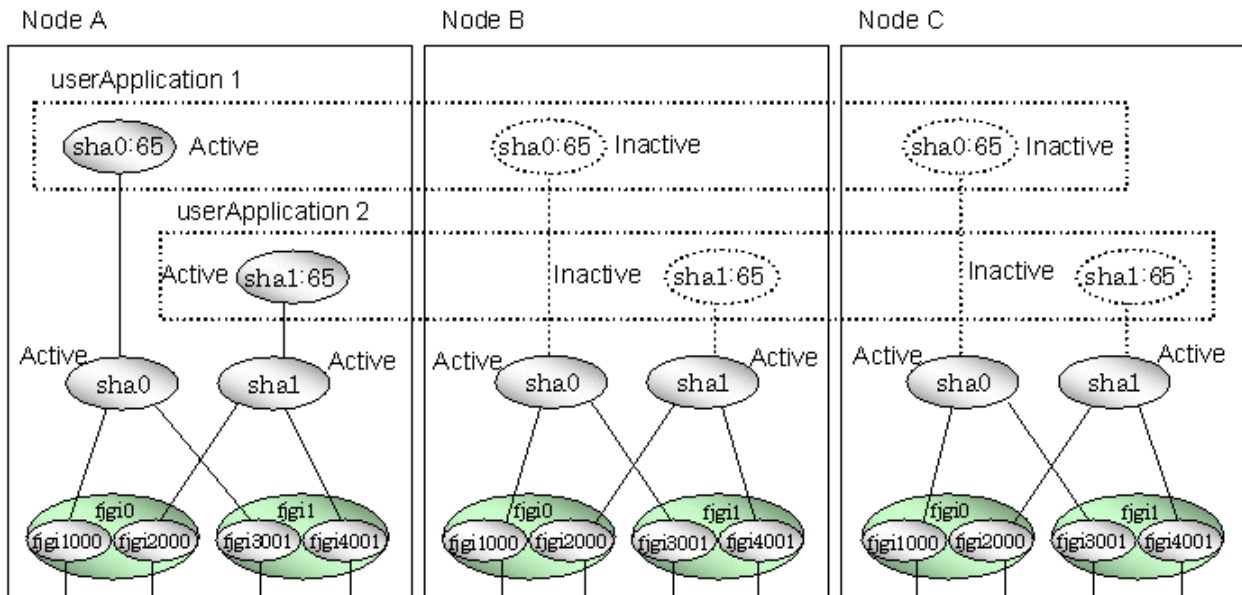 Node A
Node B
Node C
userApplication 1
sha0:65
Active
sha0:65
Inactive
sha0:65
Inactive
userApplication 2
Active
sha1:65
Inactive
sha1:65
Inactive
sha1:65
Active
sha0
sha1
Active
Active
sha0
sha1
Active
Active
sha0
sha1
Active
fjgi0
fjgi1
fjgi1000
fjgi2000
fjgi3001
fjgi4001
fjgi0
fjgi1
fjgi1000
fjgi2000
fjgi3001
fjgi4001
fjgi0
fjgi1
fjgi1000
fjgi2000
fjgi3001
fjgi4001